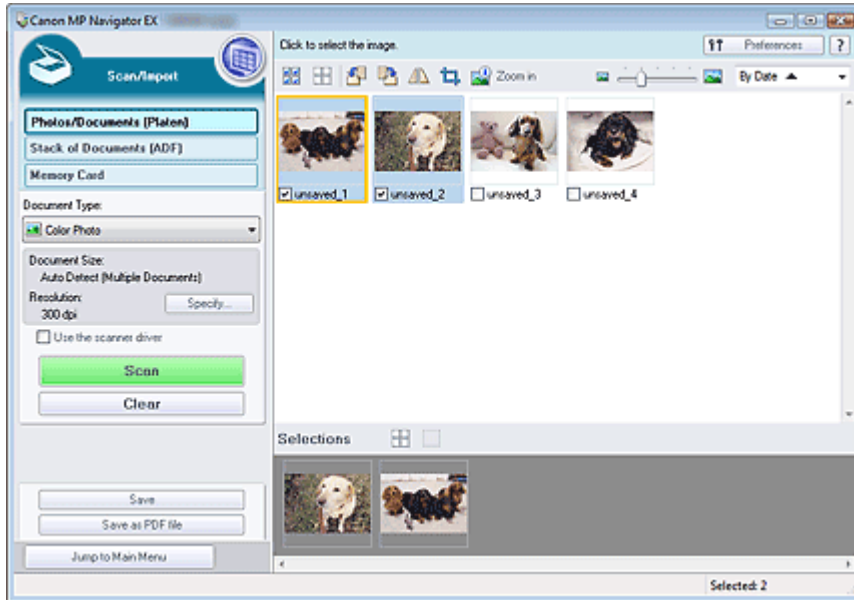 Canon MP Navigator EX
Scan/Import
Photos/Documents (Platen)
Stack of Documents (ADF)
Memory Card
Document Type:
Color Photo
Document Size:
Auto Detect (Multiple Documents)
Resolution:
300 dpi
Specify...
Use the scanner driver
Scan
Clear
Save
Save as PDF file
Jump to Main Menu
Click to select the image.
Preferences
?
Zoom in
By Date
unsaved_1
unsaved_2
unsaved_3
unsaved_4
Selections
Selected: 2